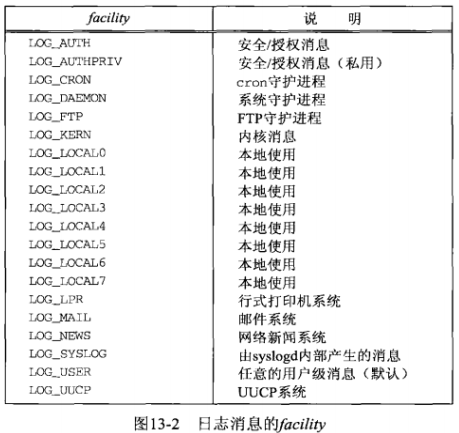 facility 说 明
LOG_AUTH 安全/授权消息
LOG_AUTHPRIV 安全/授权消息（私用）
LOG_CRON cron守护进程
LOG_DAEMON 系统守护进程
LOG_FTP FTP守护进程
LOG_KERN 内核消息
LOG_LOCAL0 本地使用
LOG_LOCAL1 本地使用
LOG_LOCAL2 本地使用
LOG_LOCAL3 本地使用
LOG_LOCAL4 本地使用
LOG_LOCAL5 本地使用
LOG_LOCAL6 本地使用
LOG_LOCAL7 本地使用
LOG_LPR 行式打印机系统
LOG_MAIL 邮件系统
LOG_NEWS 网络新闻系统
LOG_SYSLOG 由syslogd内部产生的消息
LOG_USER 任意的用户级消息（默认）
LOG_UUCP UUCP系统
图13-2 日志消息的facility